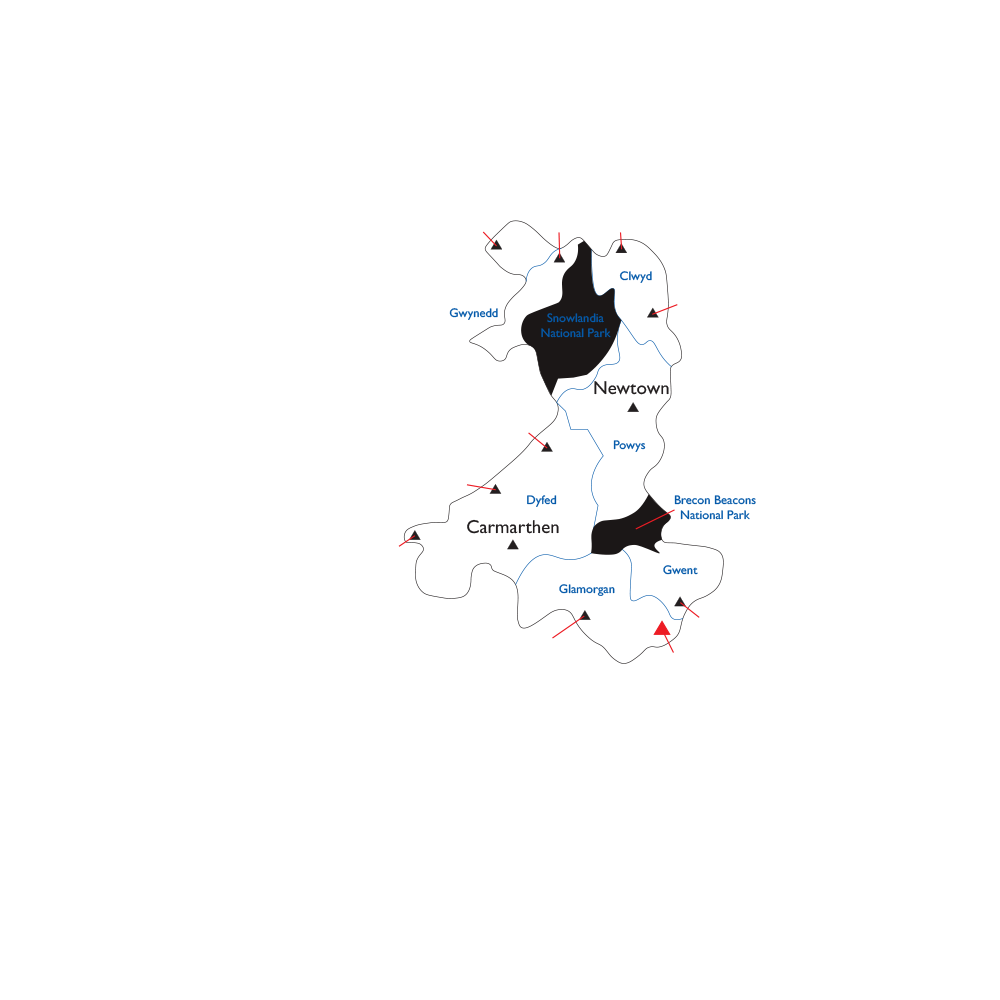 Clwyd
Gwynedd
Snowlandia
National Park
Newtown
Powys
Dyfed
Brecon Beacons
National Park
Carmarthen
Gwent
Glamorgan